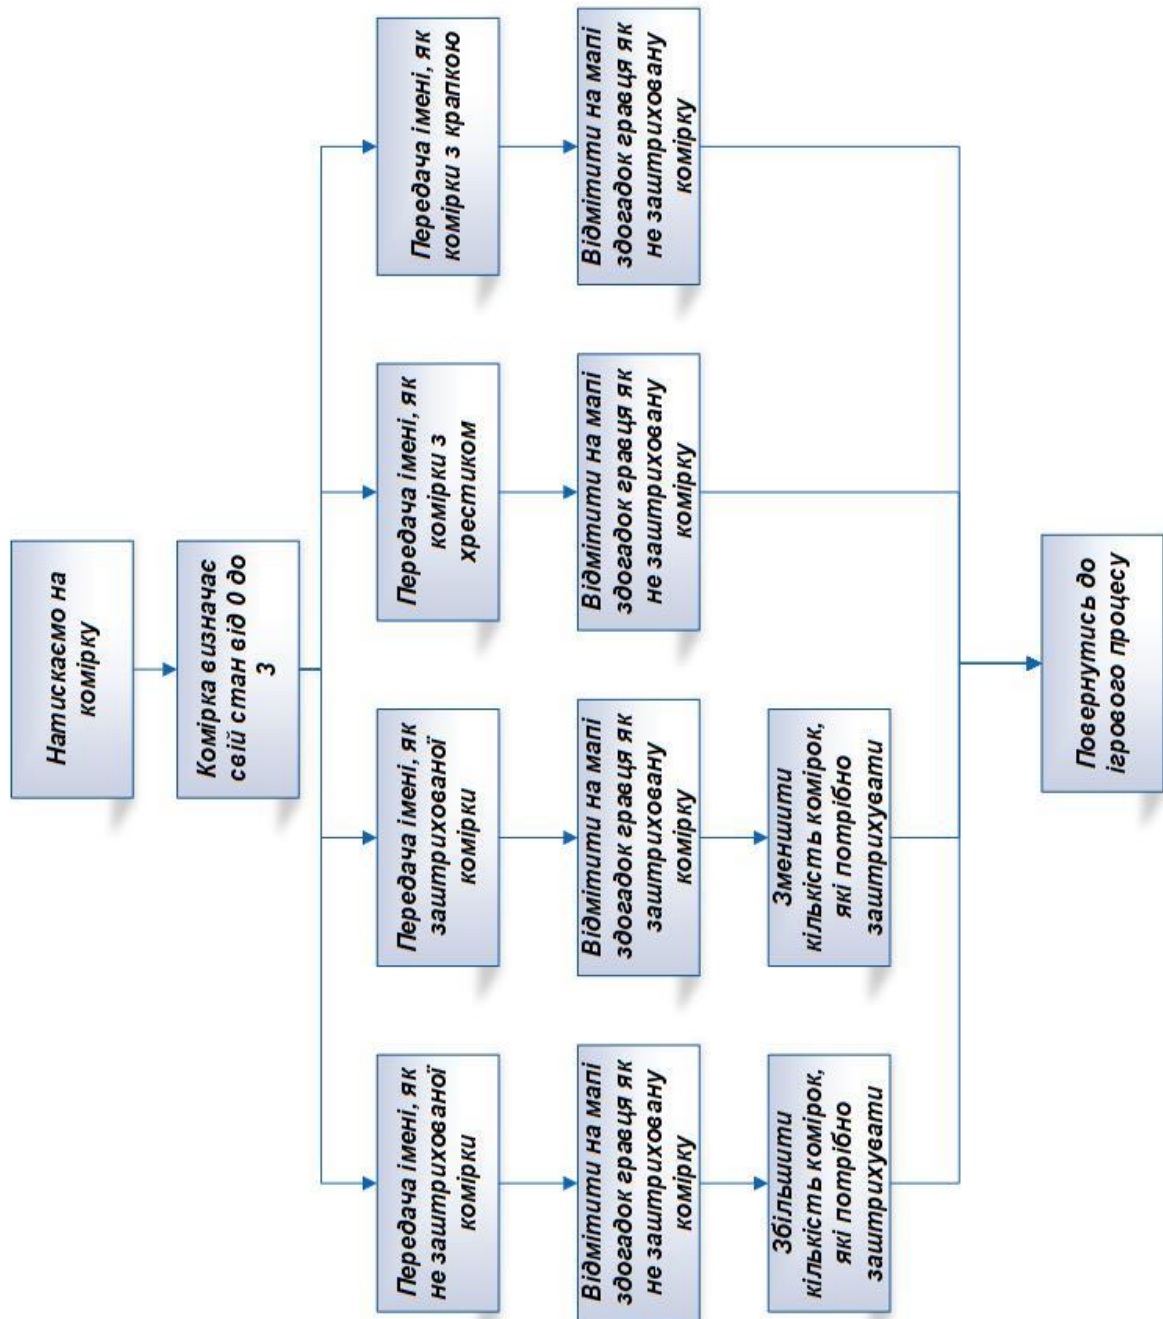 Натискаємо на
комірку
Комірка визначає
свій стан від 0 до
3
Передача імені, як
не заштрихованої
комірки
Передача імені, як
заштрихованої
комірки
Передача імені, як
комірки з
хрестиком
Передача імені, як
комірки з крапкою
Відмітити на мапі
здогадок гравця як
не заштриховану
комірку
Відмітити на мапі
здогадок гравця як
заштриховану
комірку
Відмітити на мапі
здогадок гравця як
не заштриховану
комірку
Відмітити на мапі
здогадок гравця як
не заштриховану
комірку
Збільшити
кількість комірок,
які потрібно
заштрихувати
Зменшити
кількість комірок,
які потрібно
заштрихувати
Повернутись до
ігрового процесу